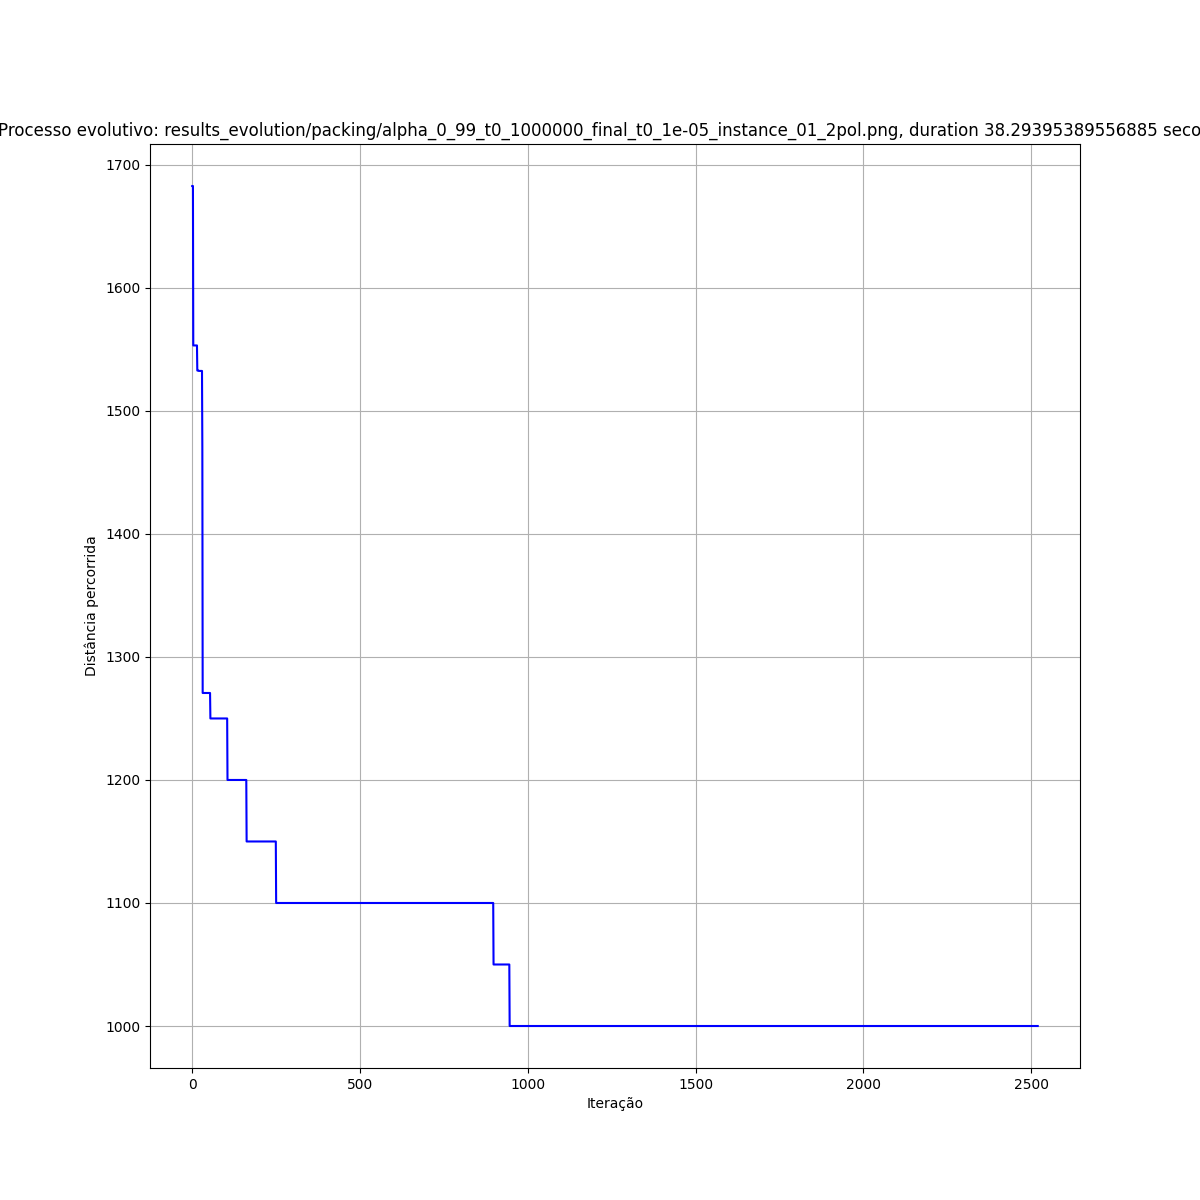 Processo evolutivo: results_evolution/packing/alpha_0_99_t0_1000000_final_t0_1e-05_instance_01_2pol.png, duration 38.29395389556885 seco
1700
1600
1500
1400
1300
1200
1100
1000
Distância percorrida
0 500 1000 1500 2000 2500
Iteração